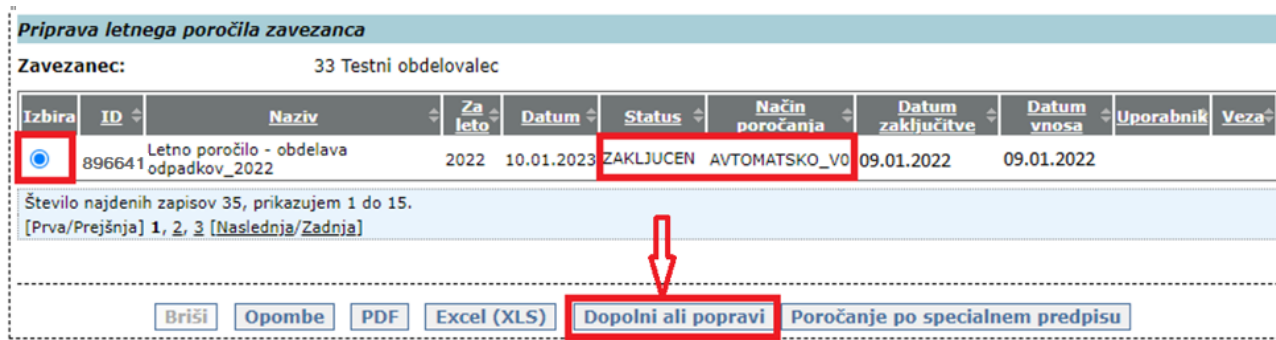 Priprava letnega poročila zavezanca
Zavezanec: 33 Testni obdelovalec
Izbira ID Naziv Za leto Datum Status Način poročanja Datum zaključitve Datum vnosa Uporabnik Veza
896641 Letno poročilo - obdelava odpadkov_2022 2022 10.01.2023 ZAKLJUCEN AVTOMATSKO_V0 09.01.2022 09.01.2022
Število najdenih zapisov 35, prikazujem 1 do 15.
[Prva/Prejšnja] 1, 2, 3 [Naslednja/Zadnja]
Briši Opombe PDF Excel (XLS) Dopolni ali popravi Poročanje po specialnem predpisu